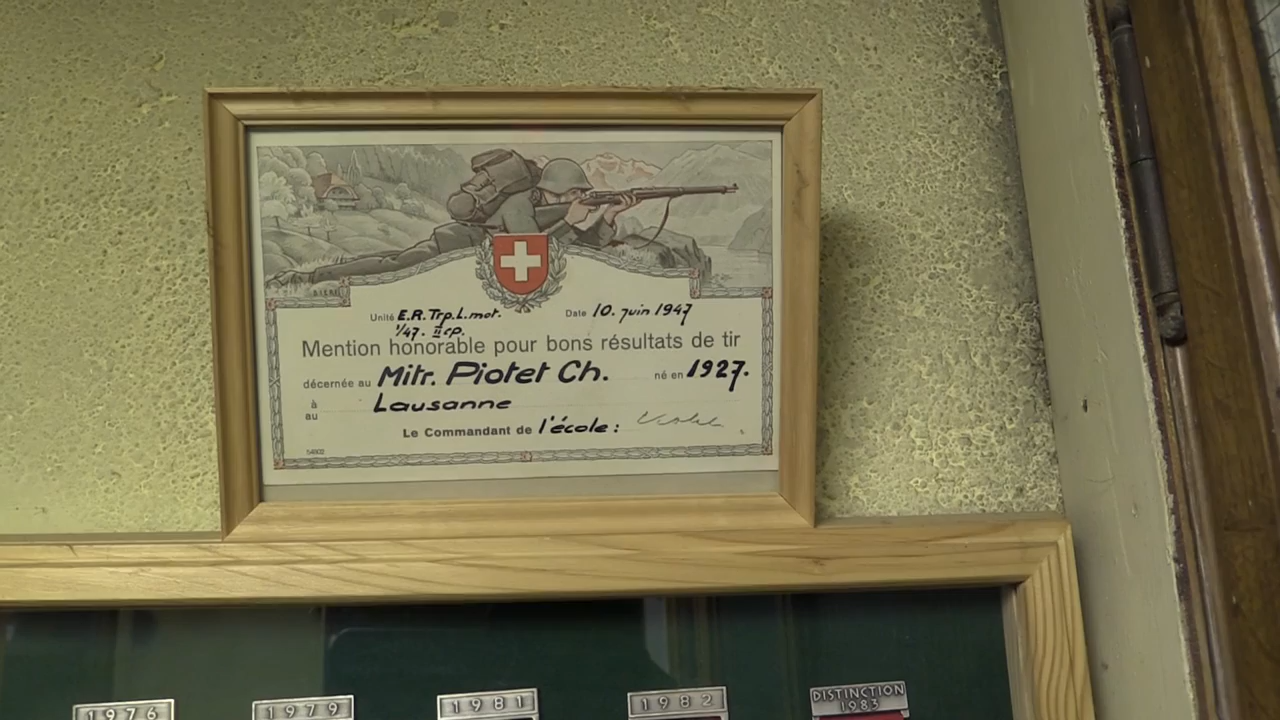 Unité E.R. Trp. L. mot. Date 10. juin 1947
1/47. II cp.
Mention honorable pour bons résultats de tir
décernée au Mitr. Piotet Ch. né en 1927.
à
au Lausanne
Le Commandant de l'école:
54902
1976 1979 1981 1982 DISTINCTION
1983